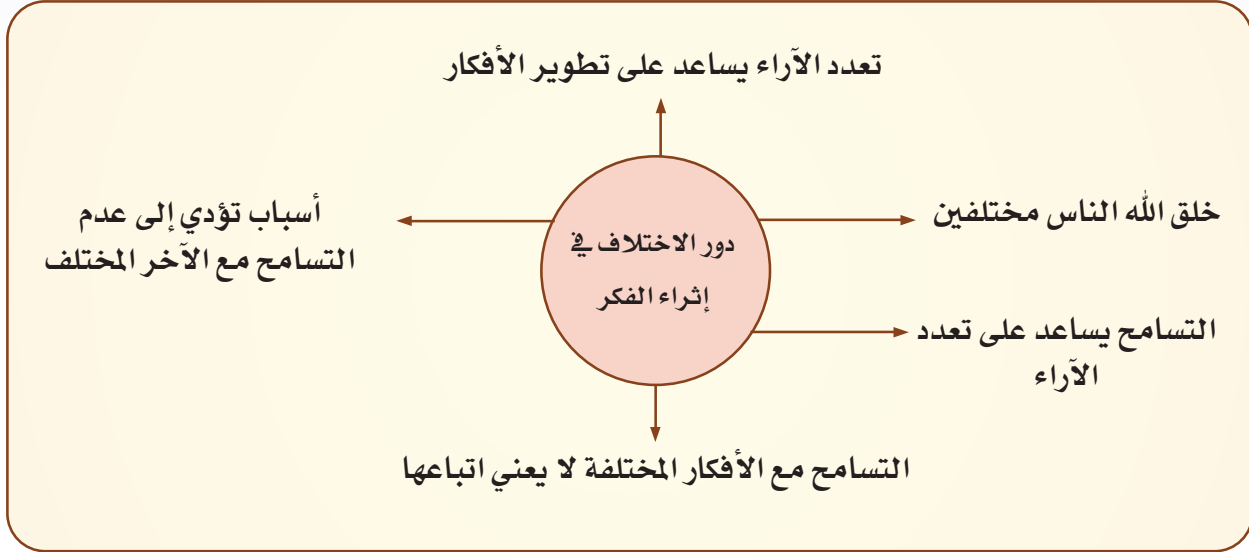 تعدد الآراء يساعد على تطوير الأفكار
خلق الله الناس مختلفين
أسباب تؤدي إلى عدم
التسامح مع الآخر المختلف
دور الاختلاف في
إثراء الفكر
التسامح يساعد على تعدد
الآراء
التسامح مع الأفكار المختلفة لا يعني اتباعها